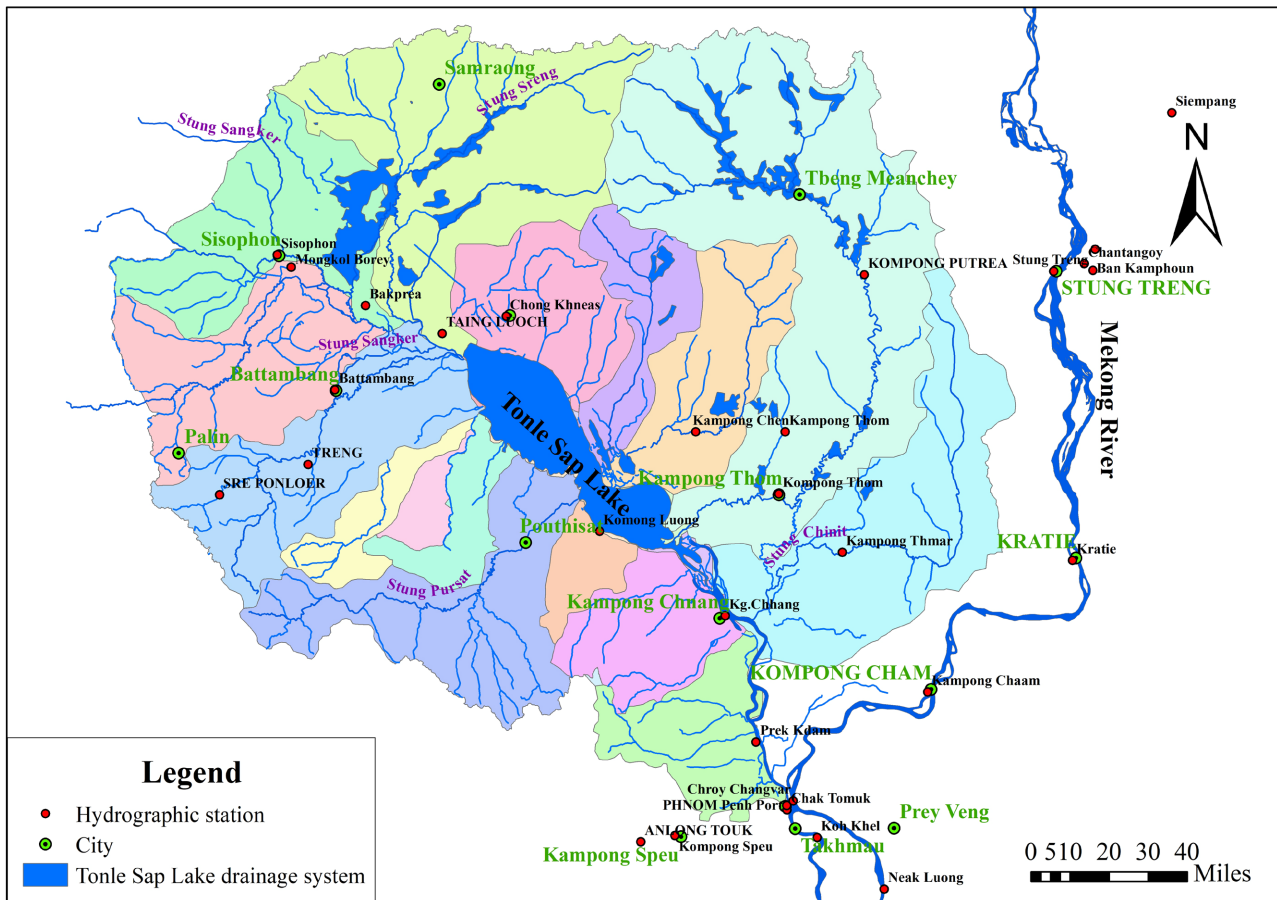 Samraong
Stung Sreng
Siempang
Stung Sangker
N
Tbeng Meanchey
Sisophon
Sisophon
Mongkol Borey
KOMPONG PUTREA
Chantangoy
Stung Treng
Ban Kamphoun
STUNG TRENG
Bakprea
Chong Khneas
TAING LUOCH
Stung Sangker
Mekong River
Battambang
Battambang
Tonle Sap Lake
Kampong Chen
Kampong Thom
Palin
TRENG
Kampong Thom
Kompong Thom
SRE PONLOER
Komong Luong
Pouthisat
Stung Chinit
Kampong Thmar
KRATIE
Kratie
Stung Pursat
Kampong Chnang
Kg.Chhang
KOMPONG CHAM
Kampong Chaam
Prek Kdam
Chroy Changvar
Chak Tomuk
PHNOM Penh Port
Prey Veng
Koh Khel
ANLONG TOUK
Kompong Speu
Kampong Speu
Takhmau
Neak Luong
Legend
Hydrographic station
City
Tonle Sap Lake drainage system
0 5 10 20 30 40
Miles